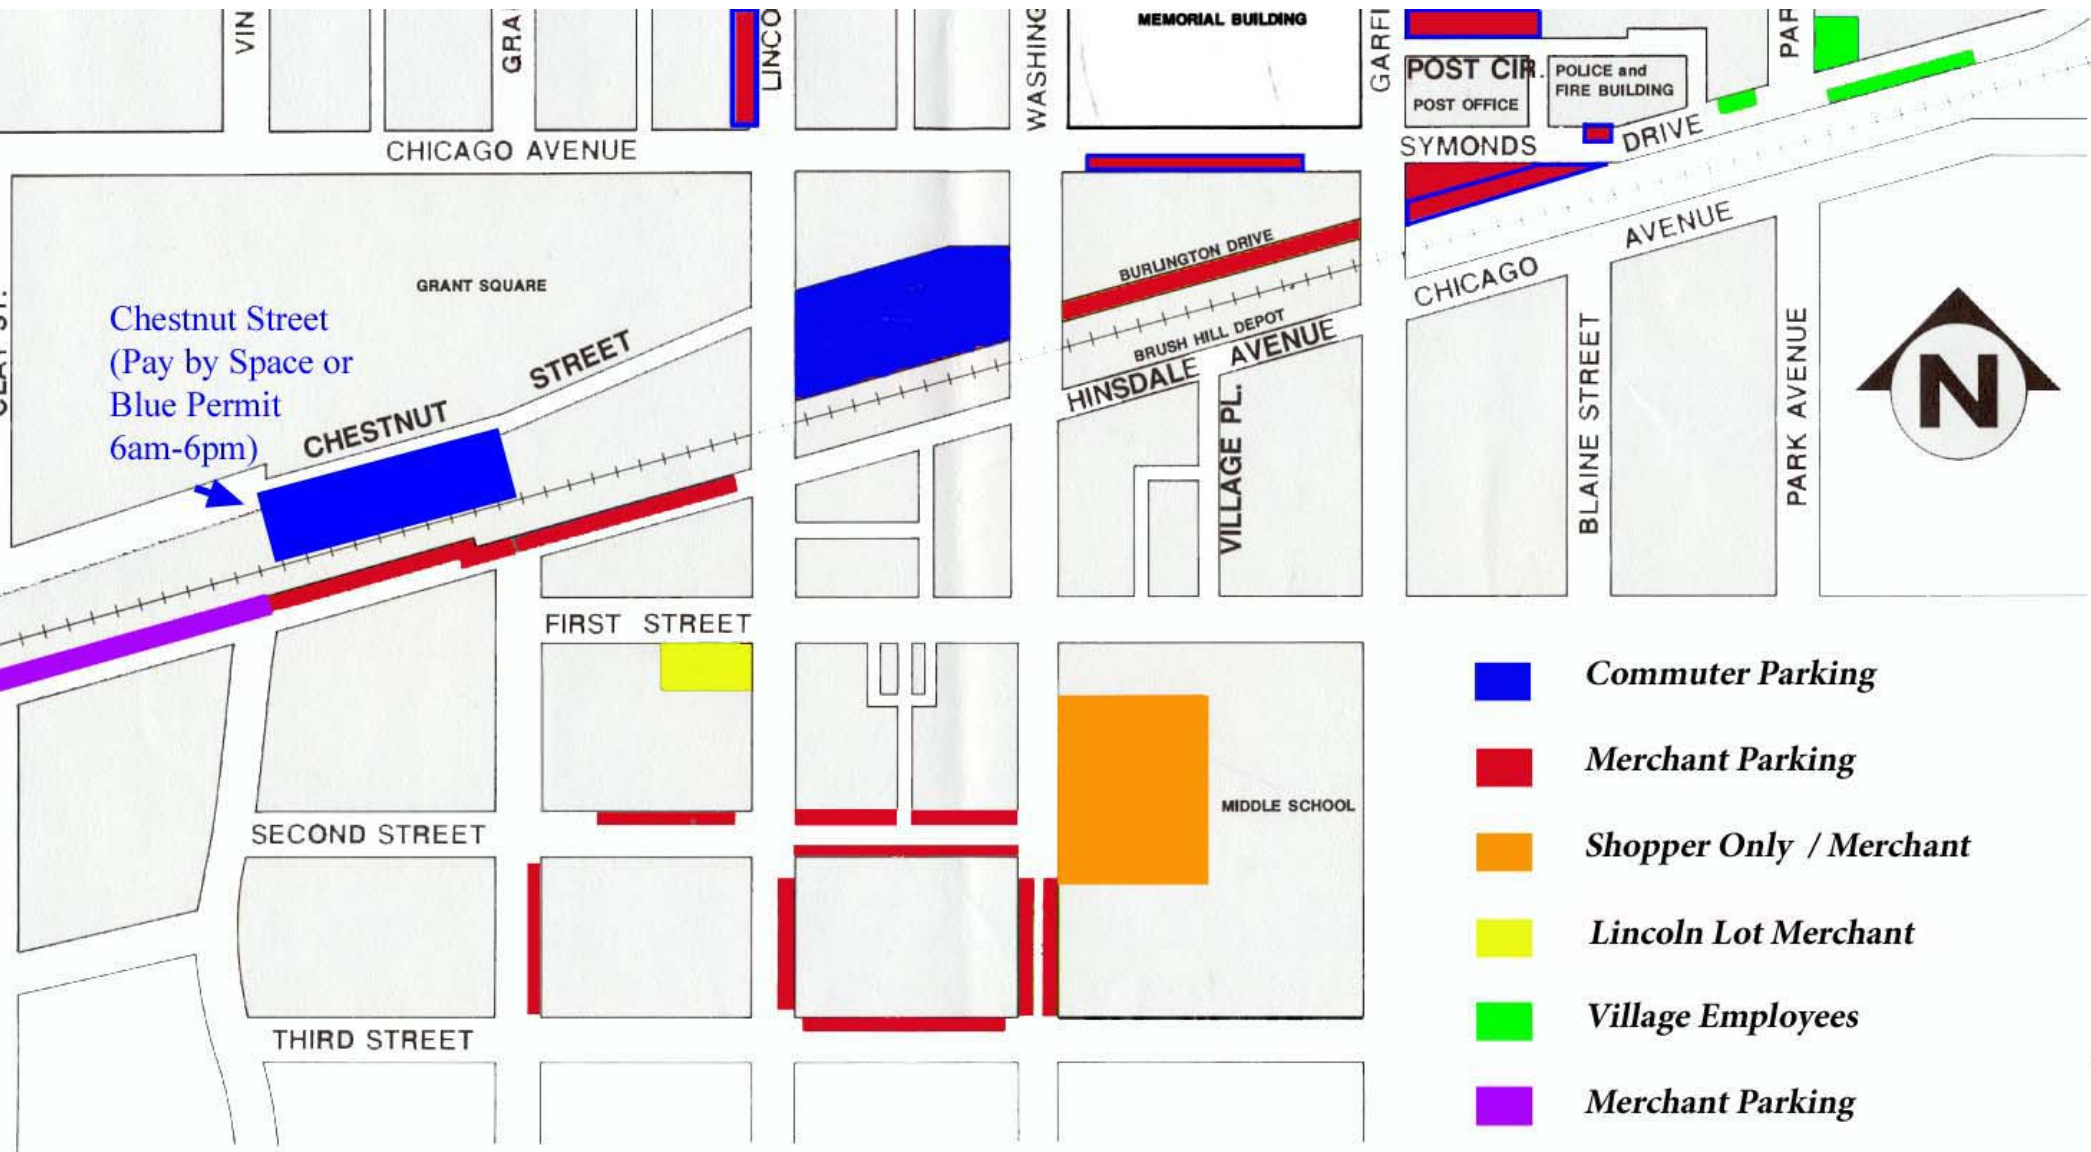 VIN
GRA
LINCO
WASHING
MEMORIAL BUILDING
GARFI
POST CIR.
POST OFFICE
POLICE and
FIRE BUILDING
PAR
CHICAGO AVENUE
SYMONDS
DRIVE
GRANT SQUARE
Chestnut Street
(Pay by Space or
Blue Permit
6am-6pm)
CHESTNUT
STREET
BURLINGTON DRIVE
BRUSH HILL DEPOT
HINSDALE
AVENUE
CHICAGO
AVENUE
VILLAGE PL.
BLAINE STREET
PARK AVENUE
N
FIRST STREET
MIDDLE SCHOOL
SECOND STREET
THIRD STREET
Commuter Parking
Merchant Parking
Shopper Only / Merchant
Lincoln Lot Merchant
Village Employees
Merchant Parking